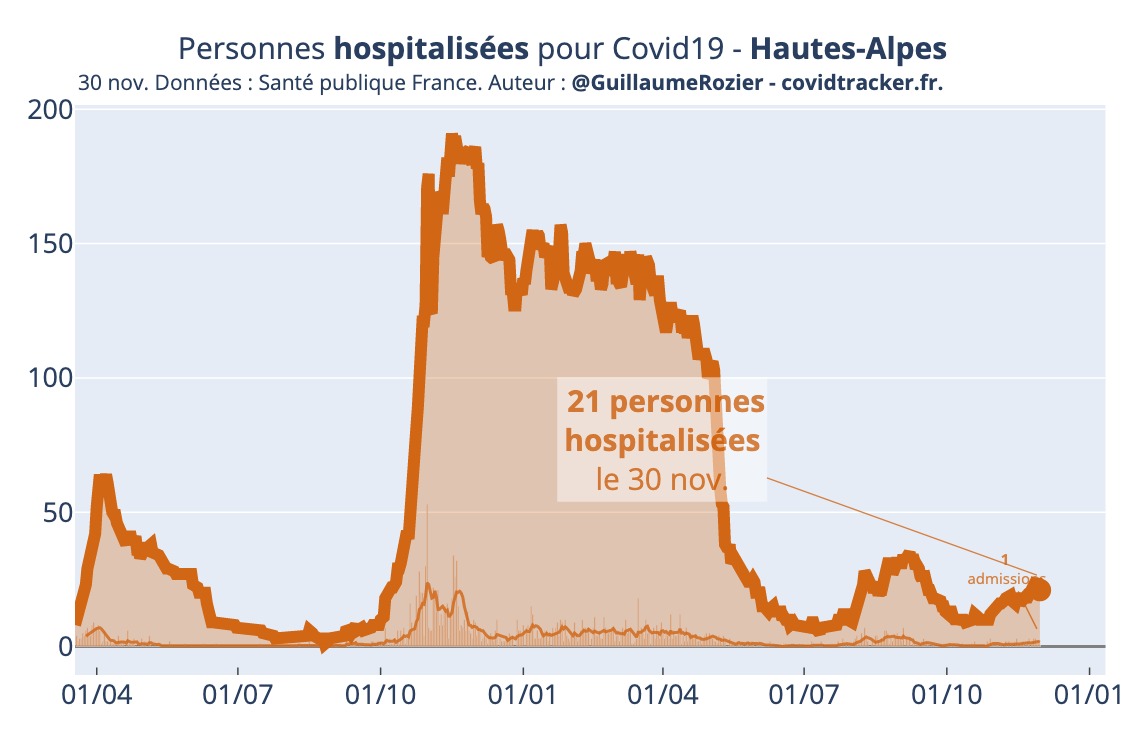 Personnes hospitalisées pour Covid19 - Hautes-Alpes
30 nov. Données : Santé publique France. Auteur : @GuillaumeRozier - covidtracker.fr.
200
150
100
50
0
21 personnes
hospitalisées
le 30 nov.
1
admissions
01/04 01/07 01/10 01/01 01/04 01/07 01/10 01/01